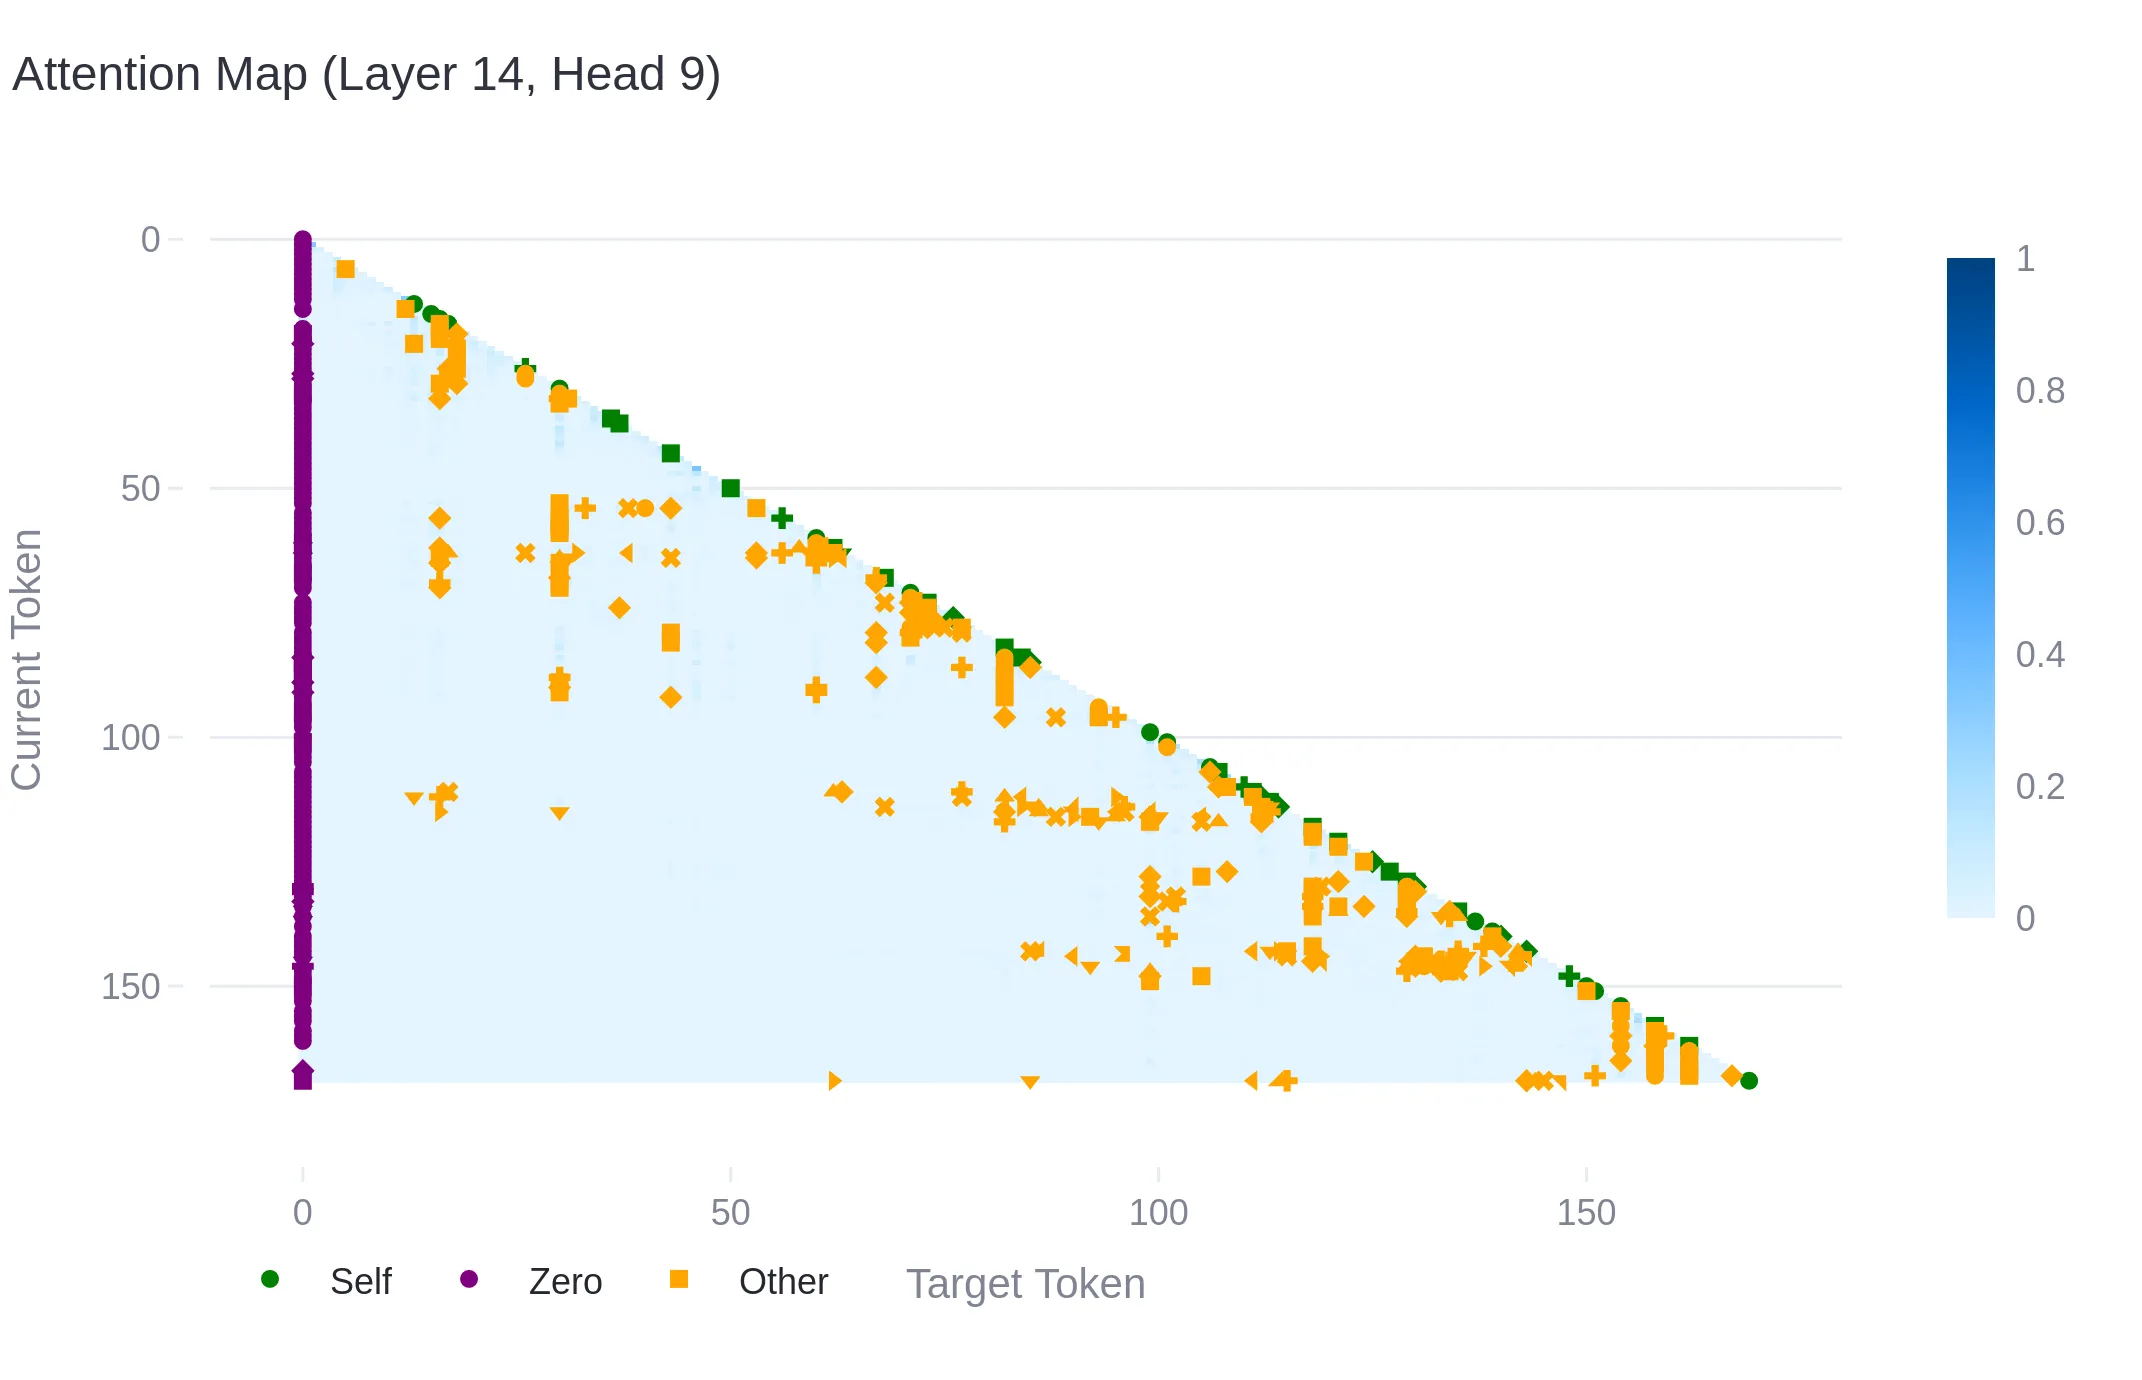 Attention Map (Layer 14, Head 9)
0
50
100
150
Current Token
1
0.8
0.6
0.4
0.2
0
0 50 100 150
Self Zero Other Target Token